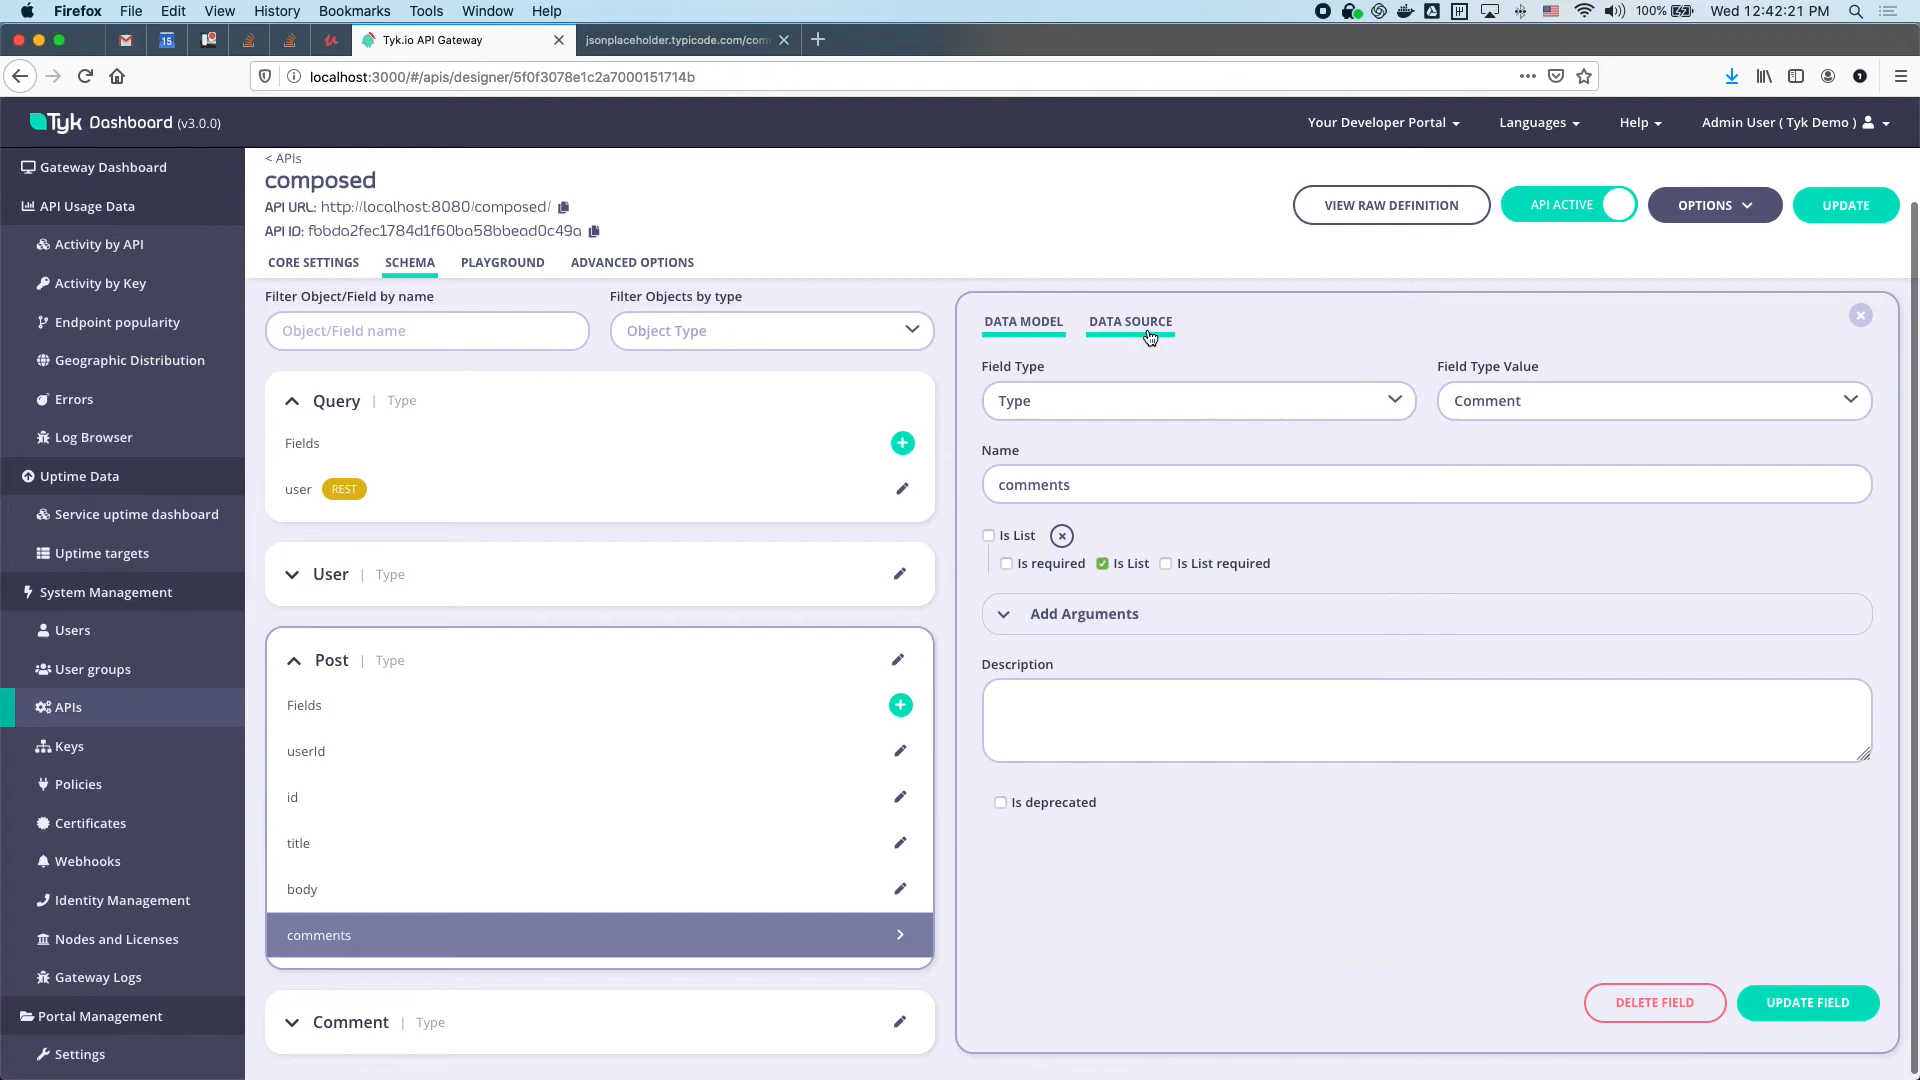 Firefox File Edit View History Bookmarks Tools Window Help 100% Wed 12:42:21 PM
15 Tyk.io API Gateway jsonplaceholder.typicode.com/com
localhost:3000/#/apis/designer/5f0f3078e1c2a7000151714b
Tyk Dashboard (v3.0.0) Your Developer Portal Languages Help Admin User ( Tyk Demo )
Gateway Dashboard
API Usage Data
Activity by API
Activity by Key
Endpoint popularity
Geographic Distribution
Errors
Log Browser
Uptime Data
Service uptime dashboard
Uptime targets
System Management
Users
User groups
APIs
Keys
Policies
Certificates
Webhooks
Identity Management
Nodes and Licenses
Gateway Logs
Portal Management
Settings
< APIs
composed
API URL: http://localhost:8080/composed/
API ID: fbbda2fec1784d1f60ba58bbead0c49a
VIEW RAW DEFINITION API ACTIVE OPTIONS UPDATE
CORE SETTINGS SCHEMA PLAYGROUND ADVANCED OPTIONS
Filter Object/Field by name Filter Objects by type
Object/Field name Object Type
Query | Type
Fields
user REST
User | Type
Post | Type
Fields
userId
id
title
body
comments
Comment | Type
DATA MODEL DATA SOURCE
Field Type Field Type Value
Type Comment
Name
comments
Is List
Is required Is List Is List required
Add Arguments
Description
Is deprecated
DELETE FIELD UPDATE FIELD